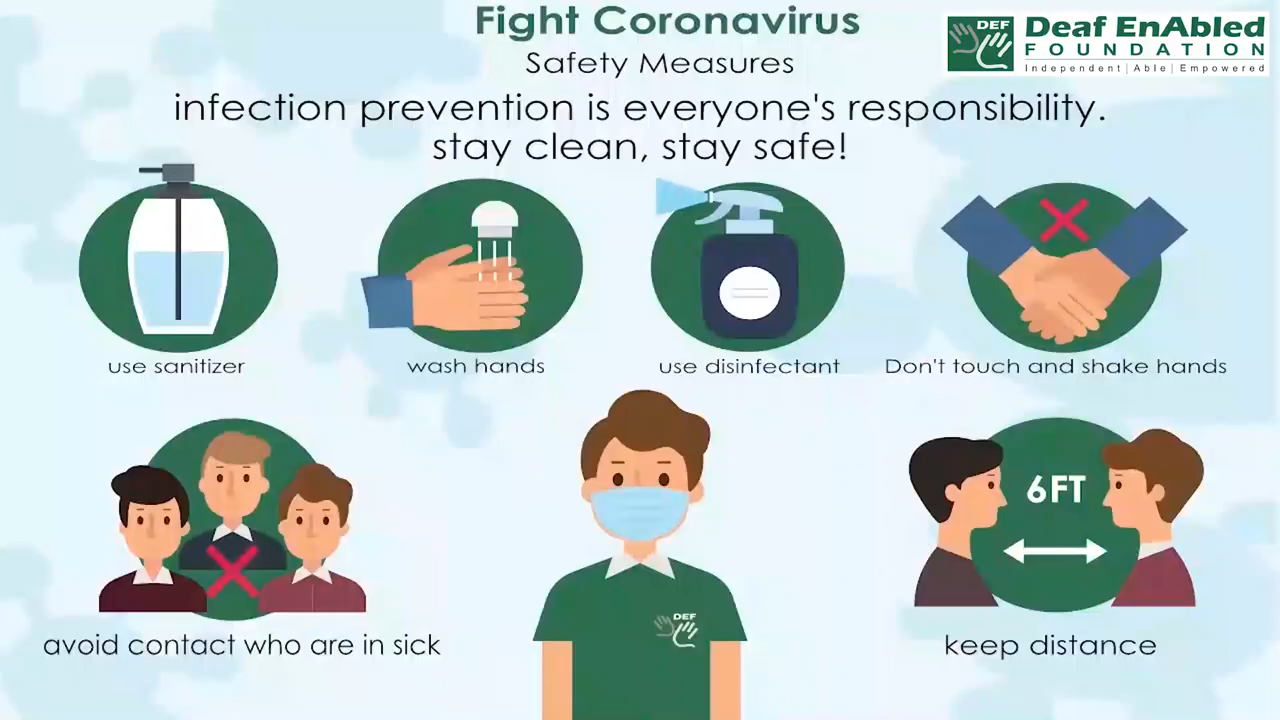 Fight Coronavirus
Safety Measures
DEF
Deaf EnAbled
FOUNDATION
Independent|Able|Empowered
infection prevention is everyone's responsibility.
stay clean, stay safe!
use sanitizer
wash hands
use disinfectant
Don't touch and shake hands
6FT
DEF
avoid contact who are in sick
keep distance